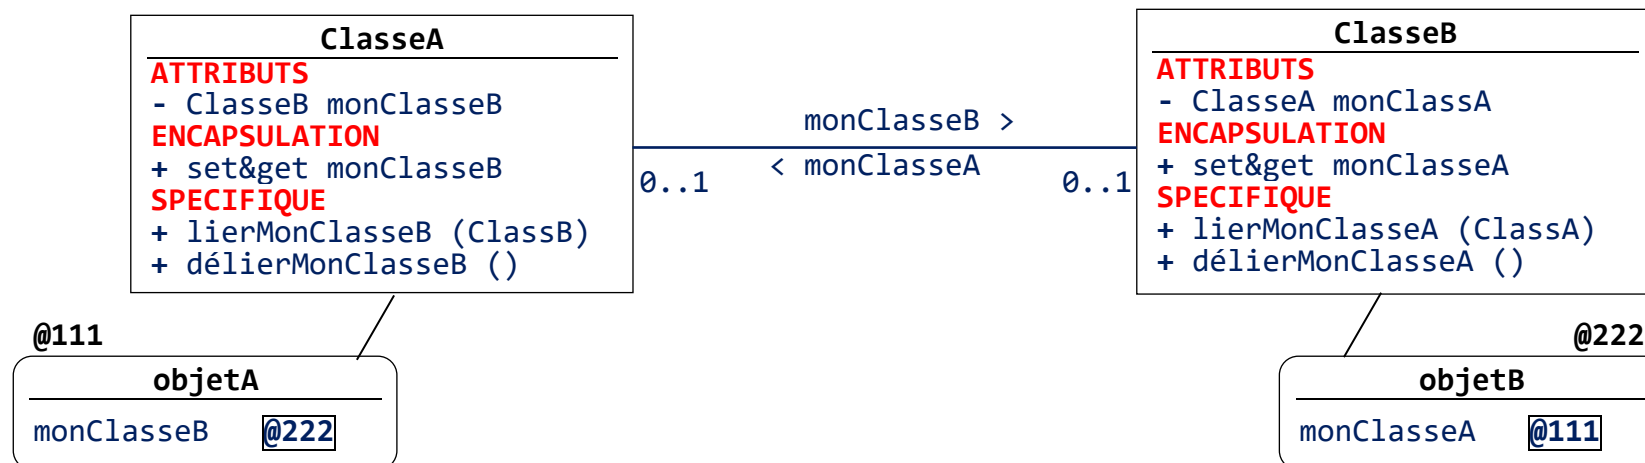 ClasseA
ATTRIBUTS
- ClasseB monClasseB
ENCAPSULATION
+ set&get monClasseB
SPECIFIQUE
+ lierMonClasseB (ClassB)
+ délierMonClasseB ()
monClasseB >
< monClasseA
0..1
0..1
ClasseB
ATTRIBUTS
- ClasseA monClassA
ENCAPSULATION
+ set&get monClasseA
SPECIFIQUE
+ lierMonClasseA (ClassA)
+ délierMonClasseA ()
@111
objetA
monClasseB @222
@222
objetB
monClasseA @111